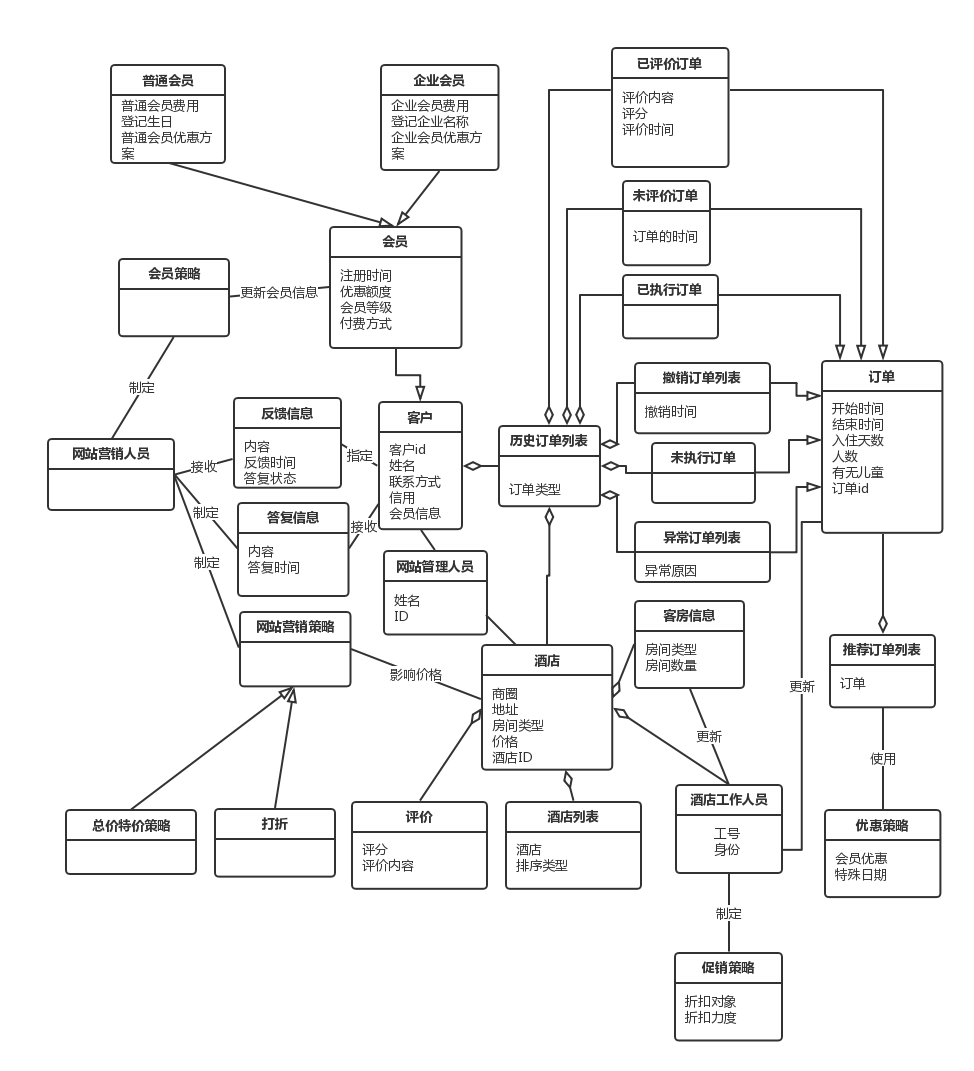 已评价订单
评价内容
评分
评价时间
普通会员
普通会员费用
登记生日
普通会员优惠方
案
企业会员
企业会员费用
登记企业名称
企业会员优惠方
案
未评价订单
订单的时间
会员
注册时间
优惠额度
会员等级
付费方式
会员策略
更新会员信息
已执行订单
制定
撤销订单列表
撤销时间
订单
开始时间
结束时间
入住天数
人数
有无儿童
订单id
反馈信息
内容
反馈时间
答复状态
客户
客户id
姓名
联系方式
信用
会员信息
历史订单列表
订单类型
网站营销人员
接收
指定
未执行订单
制定
答复信息
内容
答复时间
接收
异常订单列表
异常原因
制定
网站管理人员
姓名
ID
网站营销策略
客房信息
房间类型
房间数量
推荐订单列表
订单
影响价格
酒店
商圈
地址
房间类型
价格
酒店ID
更新
更新
使用
总价特价策略
打折
评价
评分
评价内容
酒店列表
酒店
排序类型
酒店工作人员
工号
身份
优惠策略
会员优惠
特殊日期
制定
促销策略
折扣对象
折扣力度